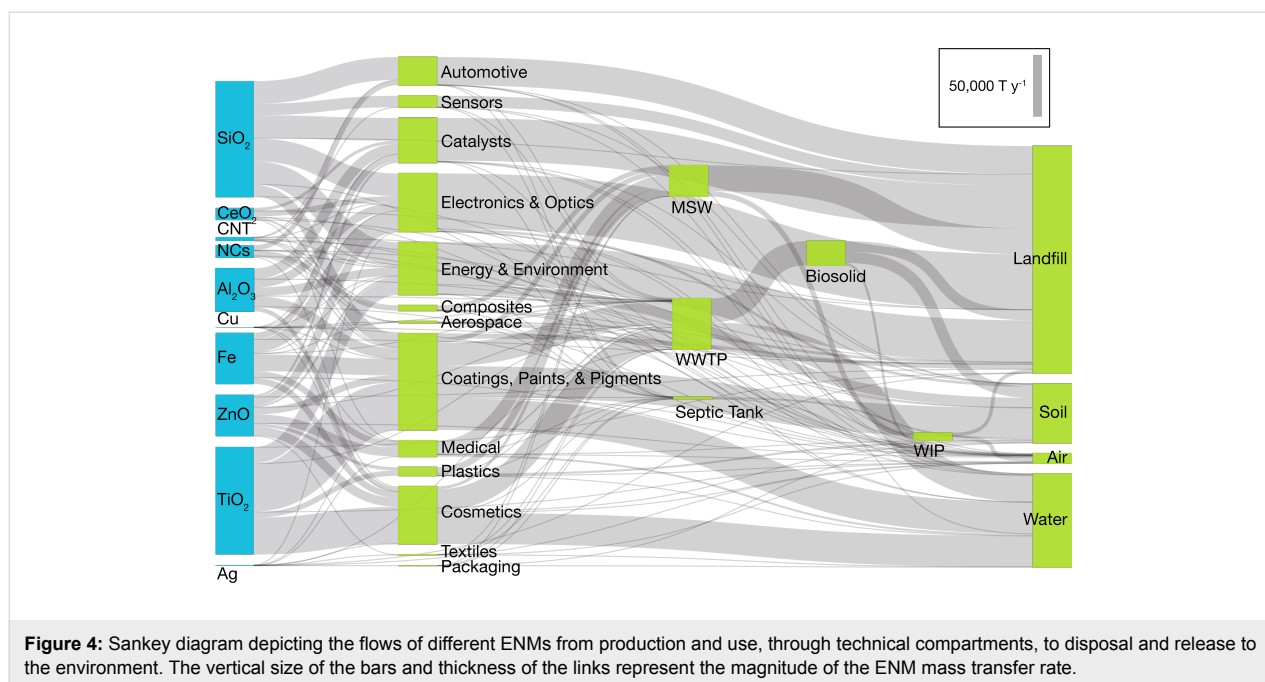 50,000 T y⁻¹
SiO₂
CeO₂
CNT
NCs
Al₂O₃
Cu
Fe
ZnO
TiO₂
Ag
Automotive
Sensors
Catalysts
Electronics & Optics
Energy & Environment
Composites
Aerospace
Coatings, Paints, & Pigments
Medical
Plastics
Cosmetics
Textiles
Packaging
MSW
WWTP
Septic Tank
Biosolid
WIP
Landfill
Soil
Air
Water
Figure 4: Sankey diagram depicting the flows of different ENMs from production and use, through technical compartments, to disposal and release to
the environment. The vertical size of the bars and thickness of the links represent the magnitude of the ENM mass transfer rate.